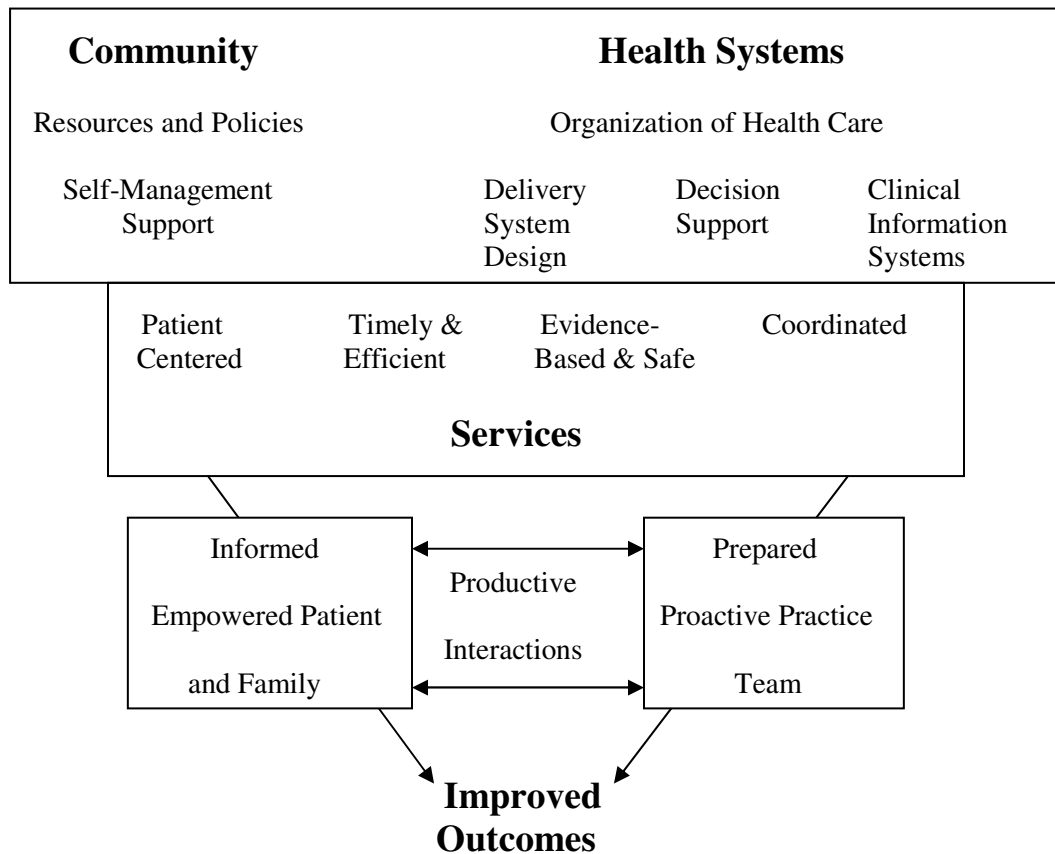 Community
Health Systems
Resources and Policies
Organization of Health Care
Self-Management
Support
Delivery
System
Design
Decision
Support
Clinical
Information
Systems
Patient
Centered
Timely &
Efficient
Evidence-
Based & Safe
Coordinated
Services
Informed
Empowered Patient
and Family
Productive
Interactions
Prepared
Proactive Practice
Team
Improved
Outcomes